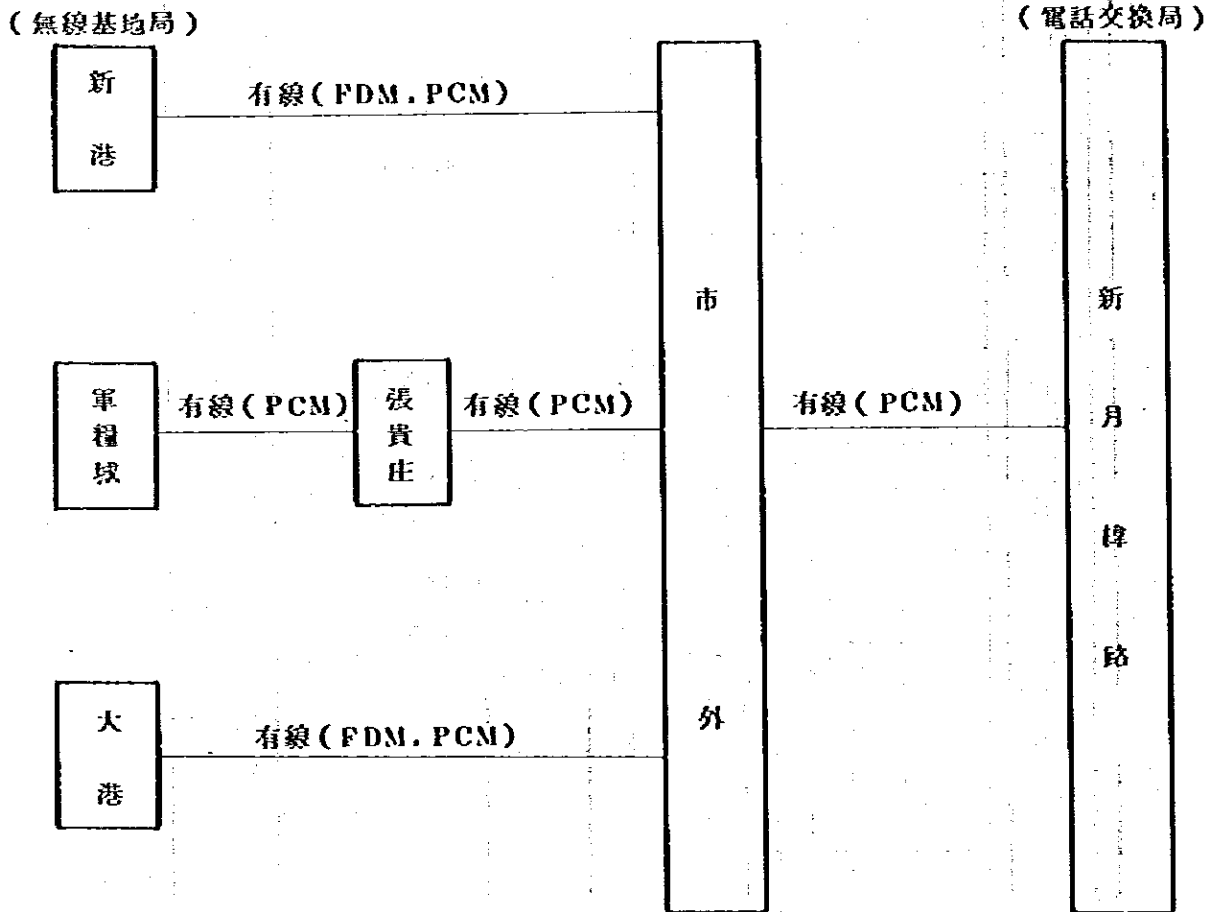 (無線基地局)
(電話交換局)
新港
有線(FDM.PCM)
市外
新月緯路
軍糧城
有線(PCM)
張貴庄
有線(PCM)
有線(PCM)
大港
有線(FDM.PCM)